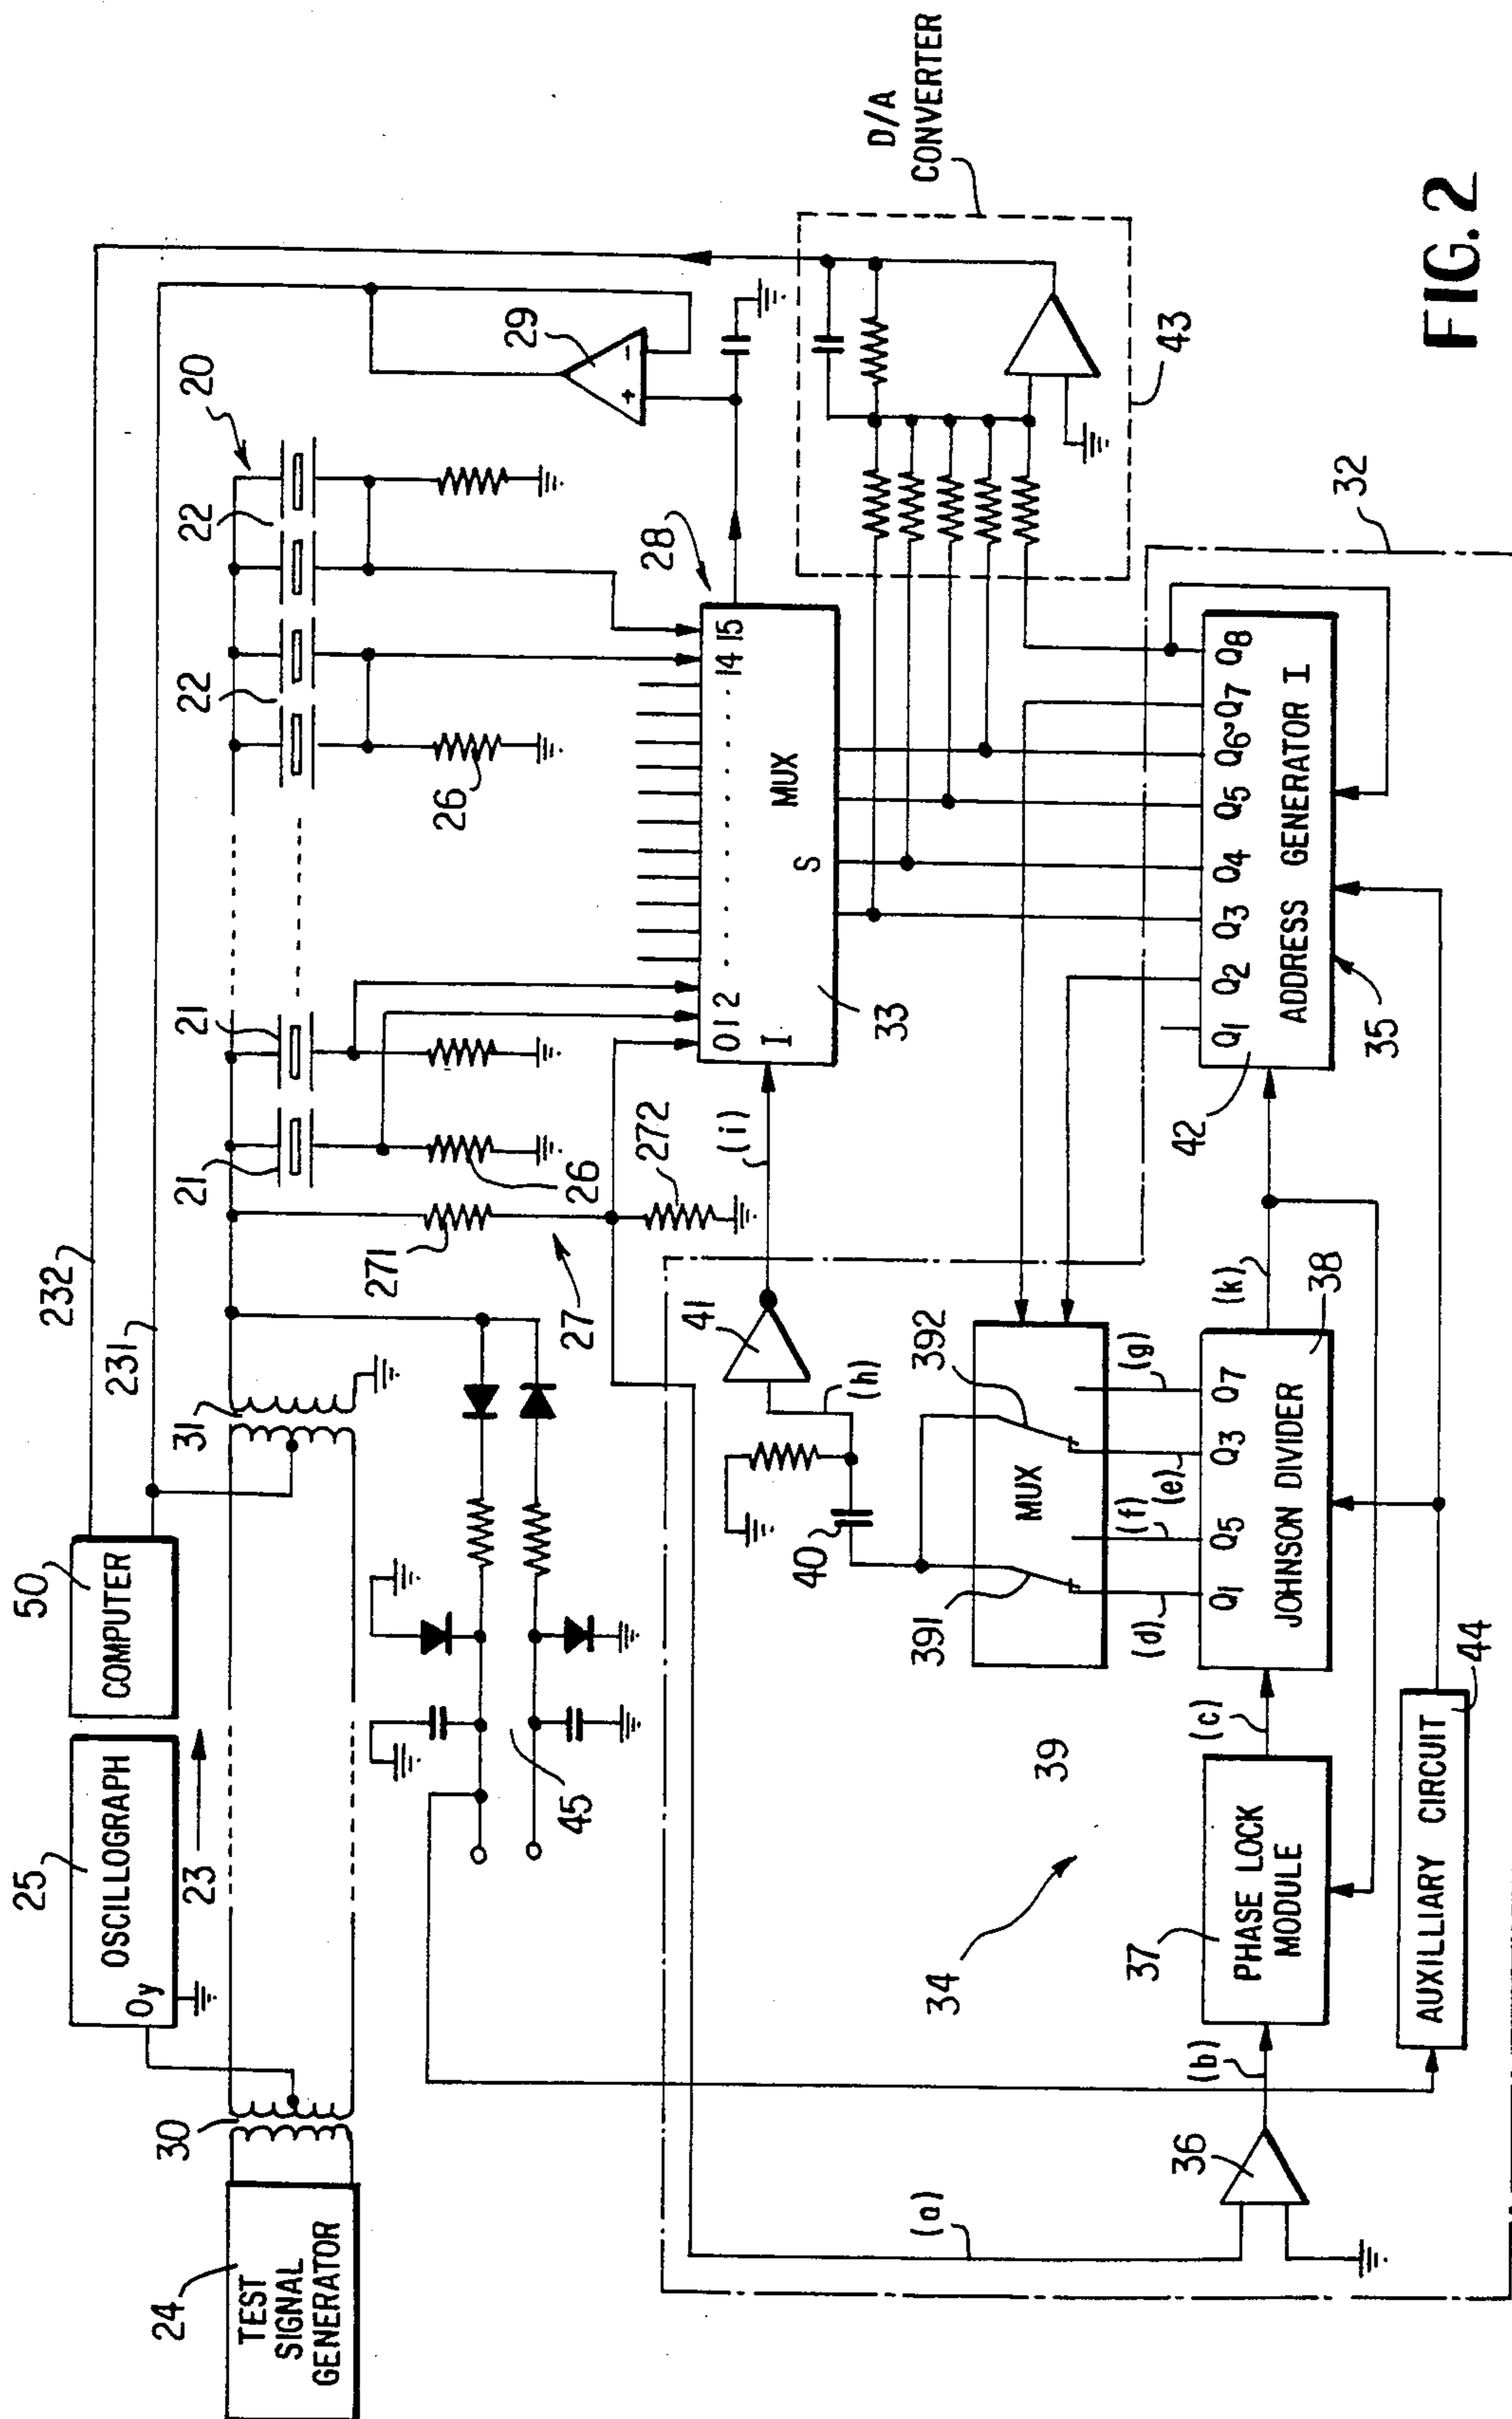 50
COMPUTER
25
OSCILLOGRAPH
Oy
23
24
TEST
SIGNAL
GENERATOR
30
31
232
231
45
27
271
272
21
21
26
20
22
22
26
29
+
-
28
0 1 2 . . . . . . . . . . . 14 15
I
MUX
S
33
(i)
41
(h)
40
MUX
391
392
39
34
(d)
(f)
(e)
(g)
Q1 Q5 Q3 Q7
JOHNSON DIVIDER
38
(k)
(c)
37
PHASE LOCK
MODULE
(b)
36
(a)
44
AUXILLIARY CIRCUIT
42
Q1 Q2 Q3 Q4 Q5 Q6' Q7 Q8
ADDRESS GENERATOR I
35
32
43
D/A
CONVERTER
FIG. 2